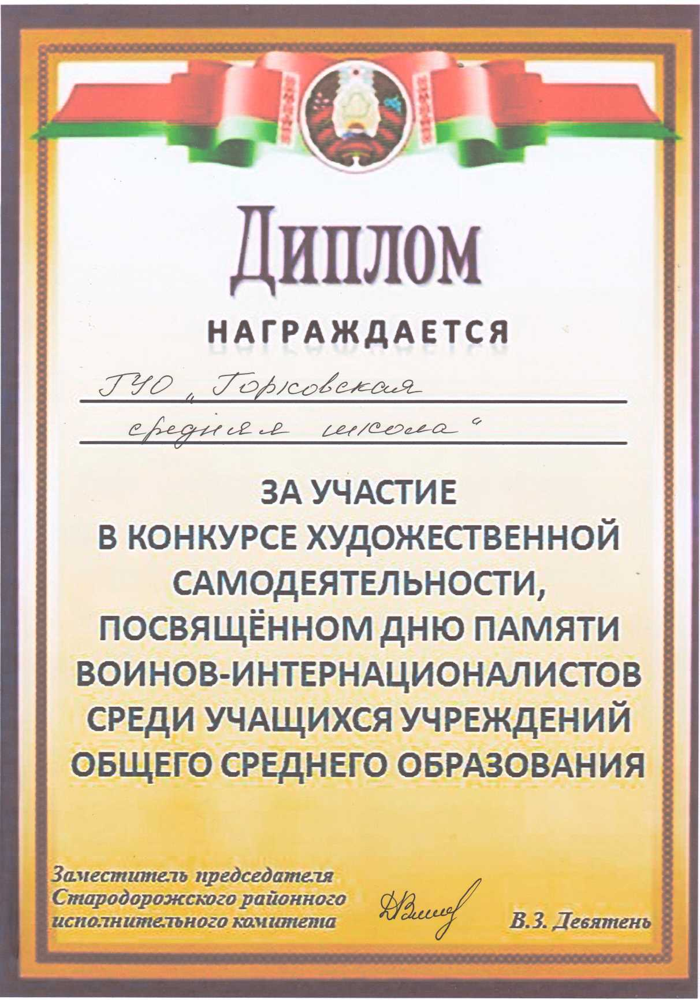 Диплом
НАГРАЖДАЕТСЯ
ГУО „Горковская
средняя школа“
ЗА УЧАСТИЕ
В КОНКУРСЕ ХУДОЖЕСТВЕННОЙ
САМОДЕЯТЕЛЬНОСТИ,
ПОСВЯЩЁННОМ ДНЮ ПАМЯТИ
ВОИНОВ-ИНТЕРНАЦИОНАЛИСТОВ
СРЕДИ УЧАЩИХСЯ УЧРЕЖДЕНИЙ
ОБЩЕГО СРЕДНЕГО ОБРАЗОВАНИЯ
Заместитель председателя
Стародорожского районного
исполнительного комитета
В.З. Девятень